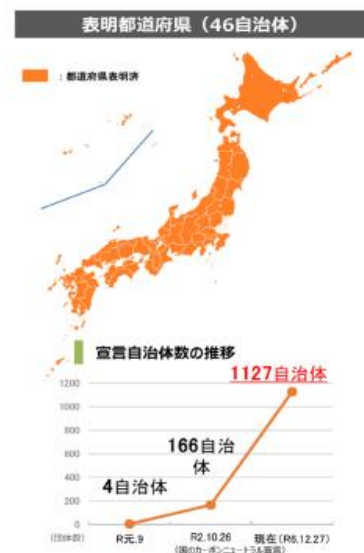 表明都道府県（46自治体）
：都道府県表明済
宣言自治体数の推移
1127自治体
1200
1000
800
600
400
200
0
166自治
体
4自治体
(団体数)
R元.9
R2.10.26
(国のカーボンニュートラル宣言)
現在(R6.12.27)